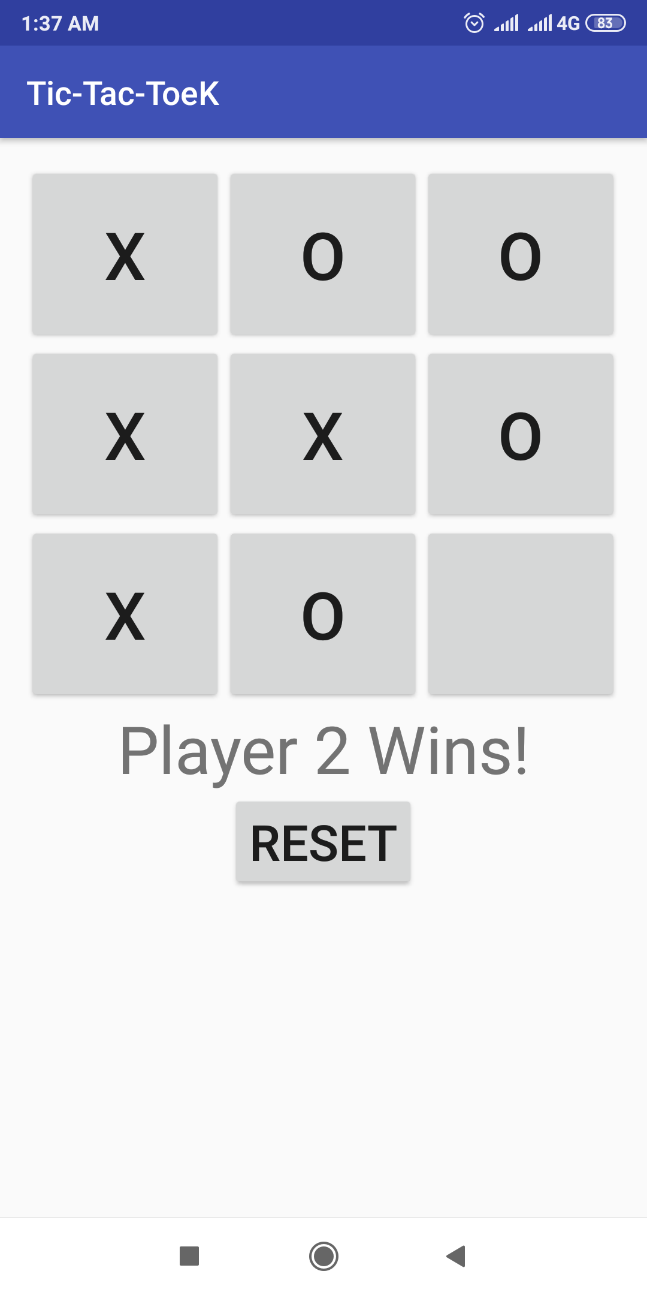 1:37 AM 4G 83
Tic-Tac-ToeK
X O O
X X O
X O
Player 2 Wins!
RESET